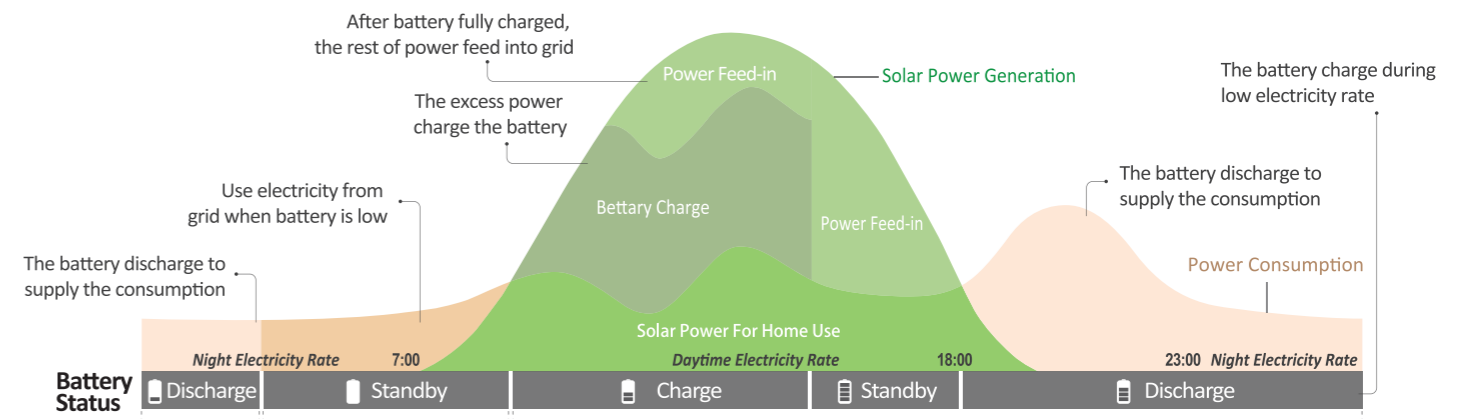 After battery fully charged,
the rest of power feed into grid
Power Feed-in
Solar Power Generation
The battery charge during
low electricity rate
The excess power
charge the battery
The battery discharge to
supply the consumption
Use electricity from
grid when battery is low
Bettary Charge
Power Feed-in
The battery discharge to
supply the consumption
Power Consumption
Solar Power For Home Use
Night Electricity Rate 7:00 Daytime Electricity Rate 18:00 23:00 Night Electricity Rate
Battery
Status
Discharge Standby Charge Standby Discharge